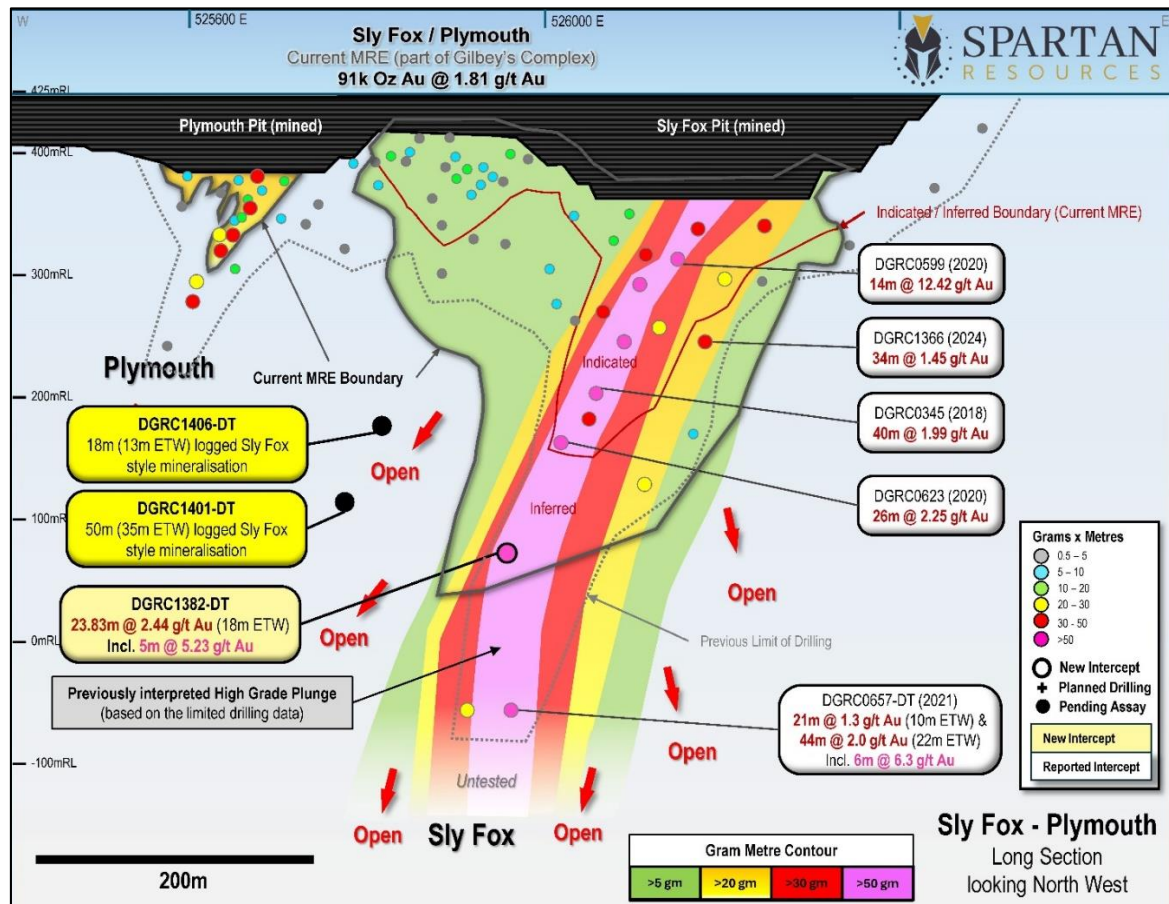 W
525600 E
526000 E
E
Sly Fox / Plymouth
Current MRE (part of Gilbey's Complex)
91k Oz Au @ 1.81 g/t Au
SPARTAN
RESOURCES
425mRL
Plymouth Pit (mined)
Sly Fox Pit (mined)
400mRL
Indicated / Inferred Boundary (Current MRE)
DGRC0599 (2020)
14m @ 12.42 g/t Au
300mRL
DGRC1366 (2024)
34m @ 1.45 g/t Au
Indicated
Plymouth
Current MRE Boundary
200mRL
DGRC0345 (2018)
40m @ 1.99 g/t Au
DGRC1406-DT
18m (13m ETW) logged Sly Fox
style mineralisation
Open
DGRC0623 (2020)
26m @ 2.25 g/t Au
DGRC1401-DT
50m (35m ETW) logged Sly Fox
style mineralisation
Inferred
100mRL
Open
DGRC1382-DT
23.83m @ 2.44 g/t Au (18m ETW)
Incl. 5m @ 5.23 g/t Au
Open
0mRL
Previous Limit of Drilling
Previously interpreted High Grade Plunge
(based on the limited drilling data)
DGRC0657-DT (2021)
21m @ 1.3 g/t Au (10m ETW) &
44m @ 2.0 g/t Au (22m ETW)
Incl. 6m @ 6.3 g/t Au
Open
-100mRL
Untested
Open
Sly Fox
Open
200m
Grams x Metres
0.5 – 5
5 – 10
10 – 20
20 – 30
30 - 50
>50
New Intercept
Planned Drilling
Pending Assay
New Intercept
Reported Intercept
Gram Metre Contour
>5 gm
>20 gm
>30 gm
>50 gm
Sly Fox - Plymouth
Long Section
looking North West